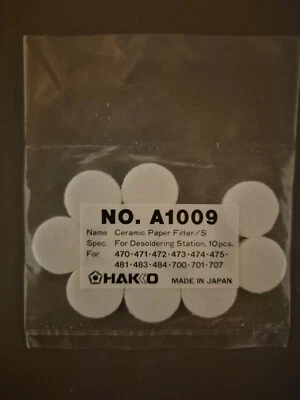 NO. A1009
Name Ceramic Paper Filter/S
Spec. For Desoldering Station, 10pcs.
For 470·471·472·473·474·475·
481·483·484·700·701·707
HAKKO MADE IN JAPAN